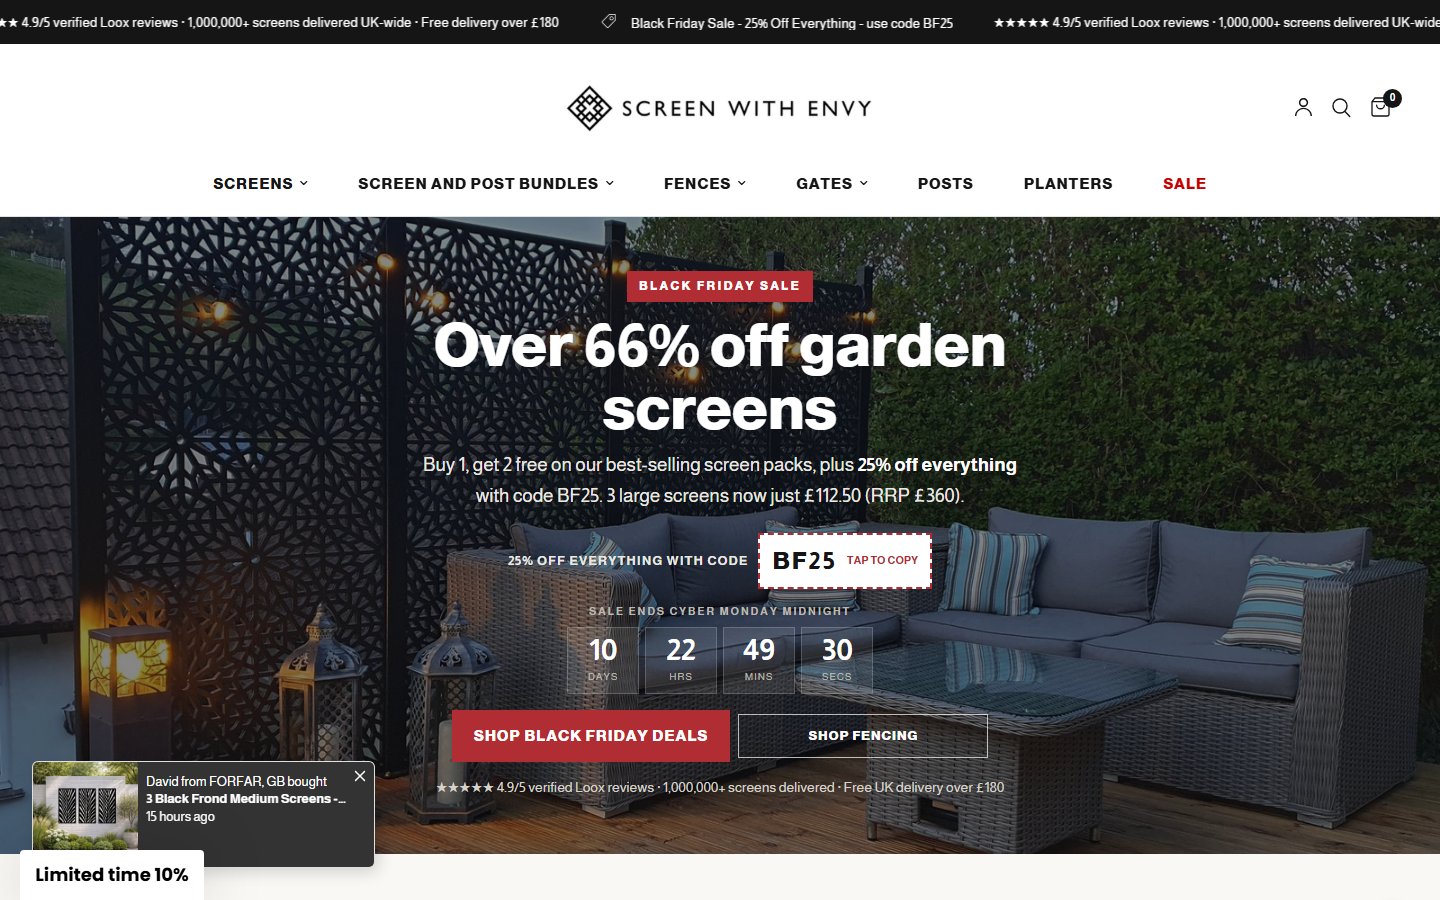 ★★ 4.9/5 verified Loox reviews · 1,000,000+ screens delivered UK-wide · Free delivery over £180
Black Friday Sale - 25% Off Everything - use code BF25
★★★★★ 4.9/5 verified Loox reviews · 1,000,000+ screens delivered UK-wide
SCREEN WITH ENVY
0
SCREENS
SCREEN AND POST BUNDLES
FENCES
GATES
POSTS
PLANTERS
SALE
BLACK FRIDAY SALE
Over 66% off garden
screens
Buy 1, get 2 free on our best-selling screen packs, plus 25% off everything
with code BF25. 3 large screens now just £112.50 (RRP £360).
25% OFF EVERYTHING WITH CODE
BF25 TAP TO COPY
SALE ENDS CYBER MONDAY MIDNIGHT
10 22 49 30
DAYS HRS MINS SECS
SHOP BLACK FRIDAY DEALS
SHOP FENCING
★★★★★ 4.9/5 verified Loox reviews · 1,000,000+ screens delivered · Free UK delivery over £180
David from FORFAR, GB bought
3 Black Frond Medium Screens -...
15 hours ago
Limited time 10%